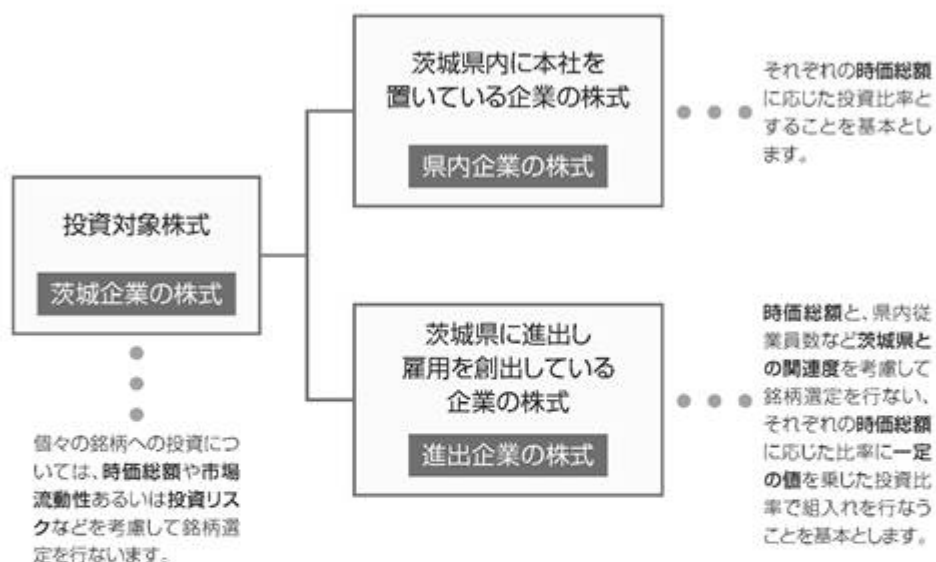 投資対象株式
茨城企業の株式
個々の銘柄への投資につ
いては、時価総額や市場
流動性あるいは投資リス
クなどを考慮して銘柄選
定を行ないます。
茨城県内に本社を
置いている企業の株式
県内企業の株式
それぞれの時価総額
に応じた投資比率と
することを基本とし
ます。
茨城県に進出し
雇用を創出している
企業の株式
進出企業の株式
時価総額と、県内従
業員数など茨城県と
の関連度を考慮して
銘柄選定を行ない、
それぞれの時価総額
に応じた比率に一定
の値を乗じた投資比
率で組入れを行なう
ことを基本とします。